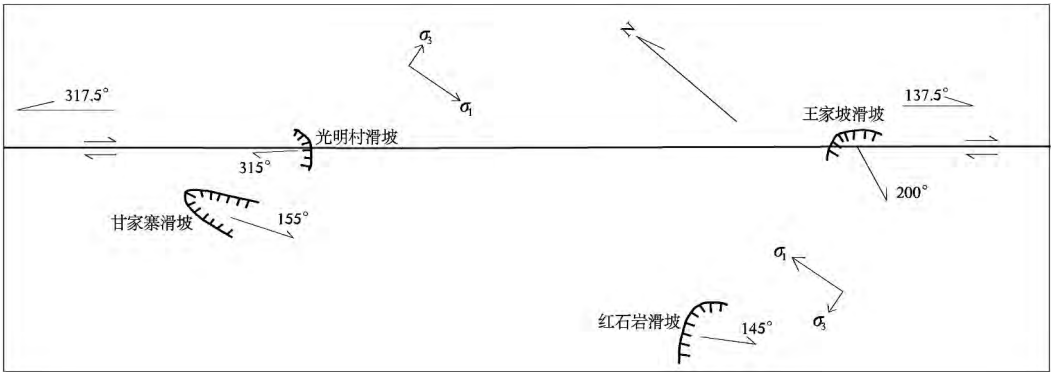 σ₃
N
317.5°
137.5°
σ₁
王家坡滑坡
光明村滑坡
315°
200°
甘家寨滑坡
155°
σ₁
红石岩滑坡
σ₃
145°